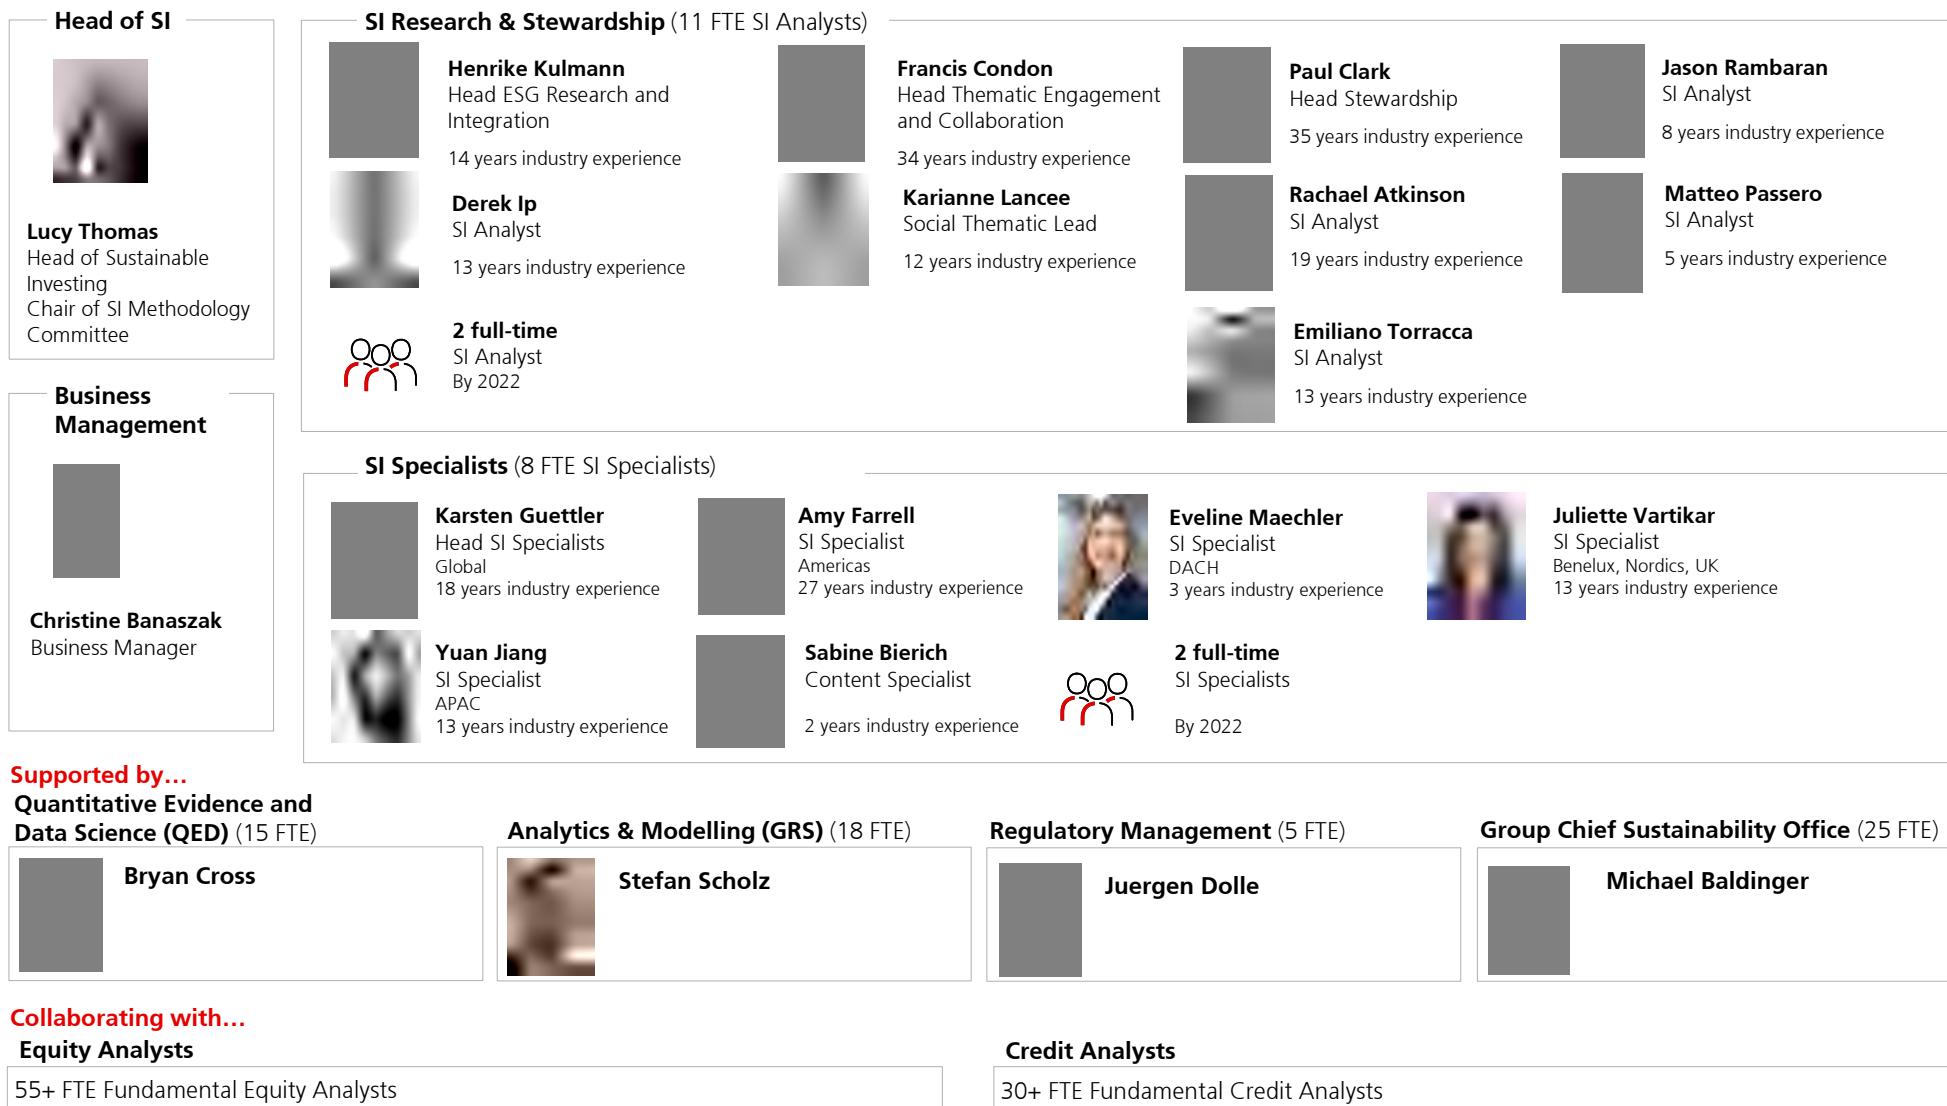 Head of SI
Lucy Thomas
Head of Sustainable
Investing
Chair of SI Methodology
Committee
Business
Management
Christine Banaszak
Business Manager
SI Research & Stewardship (11 FTE SI Analysts)
Henrike Kulmann
Head ESG Research and
Integration
14 years industry experience
Francis Condon
Head Thematic Engagement
and Collaboration
34 years industry experience
Paul Clark
Head Stewardship
35 years industry experience
Jason Rambaran
SI Analyst
8 years industry experience
Derek Ip
SI Analyst
13 years industry experience
Karianne Lancee
Social Thematic Lead
12 years industry experience
Rachael Atkinson
SI Analyst
19 years industry experience
Matteo Passero
SI Analyst
5 years industry experience
2 full-time
SI Analyst
By 2022
Emiliano Torracca
SI Analyst
13 years industry experience
SI Specialists (8 FTE SI Specialists)
Karsten Guettler
Head SI Specialists
Global
18 years industry experience
Amy Farrell
SI Specialist
Americas
27 years industry experience
Eveline Maechler
SI Specialist
DACH
3 years industry experience
Juliette Vartikar
SI Specialist
Benelux, Nordics, UK
13 years industry experience
Yuan Jiang
SI Specialist
APAC
13 years industry experience
Sabine Bierich
Content Specialist
2 years industry experience
2 full-time
SI Specialists
By 2022
Supported by...
Quantitative Evidence and
Data Science (QED) (15 FTE)
Bryan Cross
Analytics & Modelling (GRS) (18 FTE)
Stefan Scholz
Regulatory Management (5 FTE)
Juergen Dolle
Group Chief Sustainability Office (25 FTE)
Michael Baldinger
Collaborating with...
Equity Analysts
55+ FTE Fundamental Equity Analysts
Credit Analysts
30+ FTE Fundamental Credit Analysts